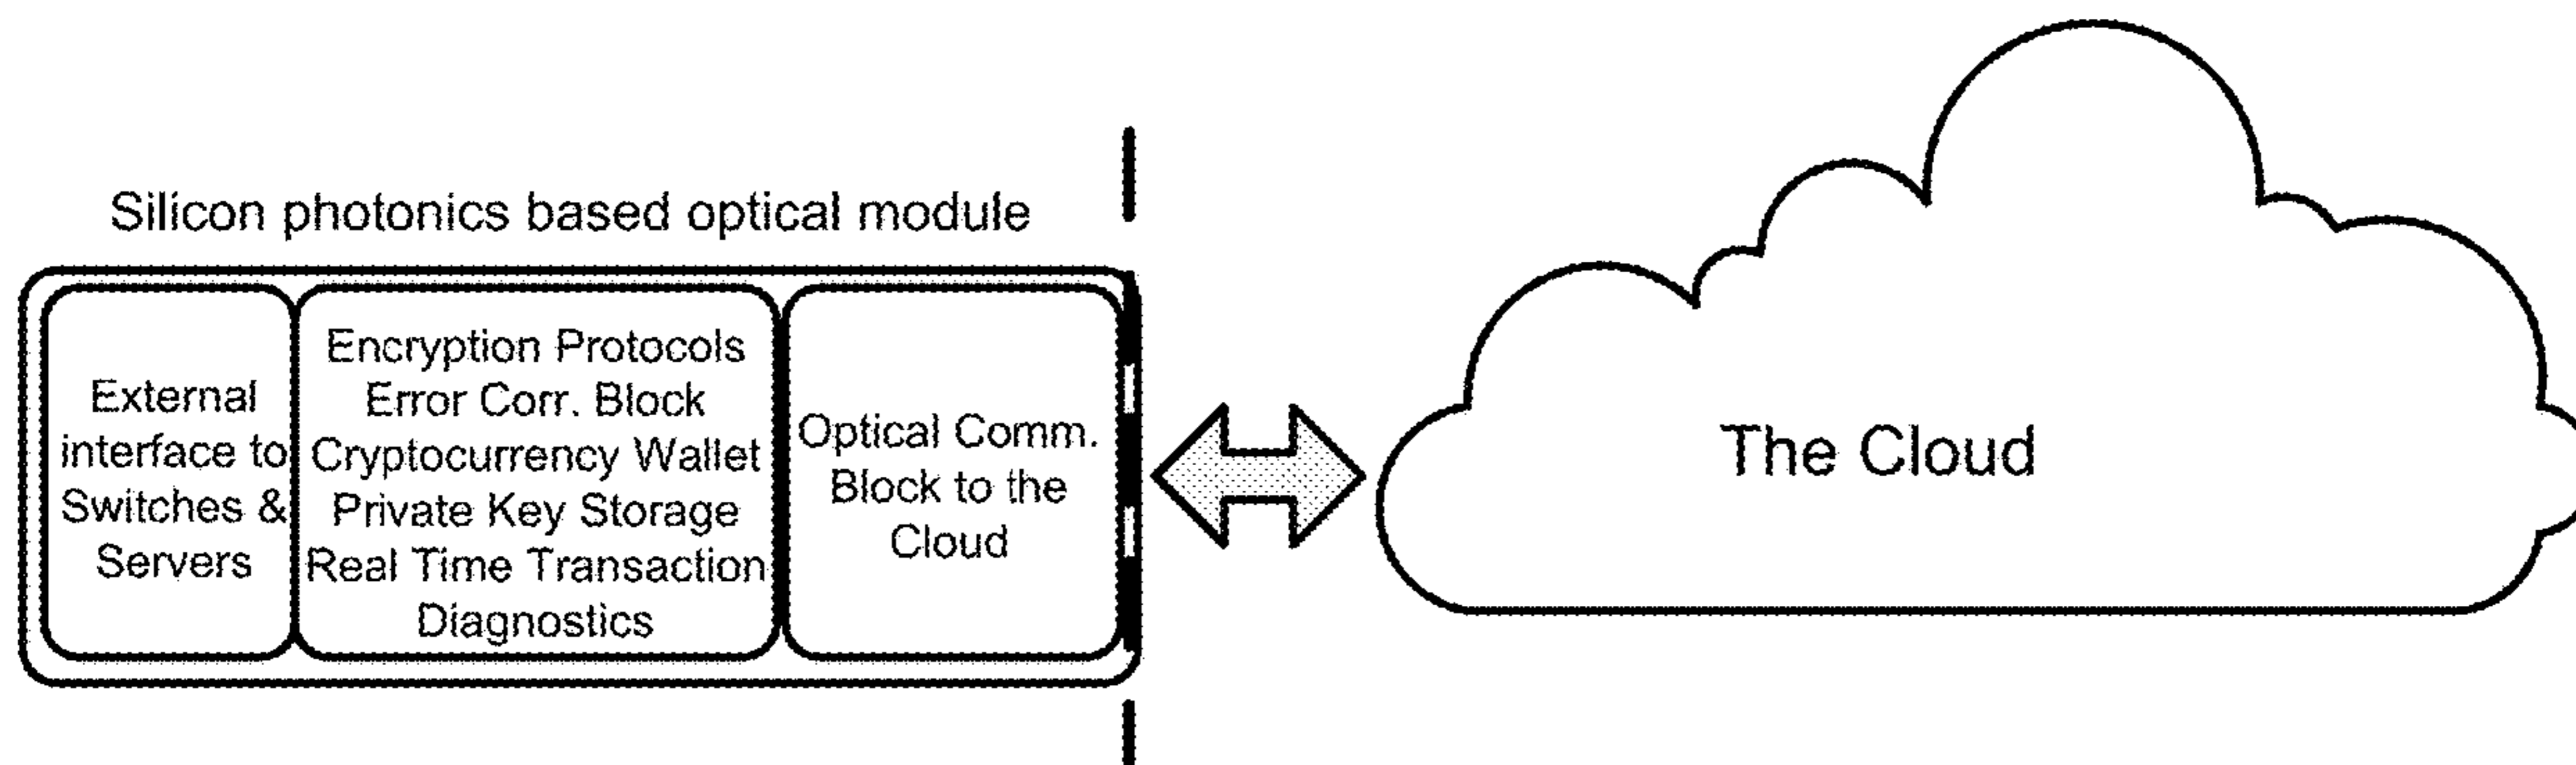 Silicon photonics based optical module
External
interface to
Switches &
Servers
Encryption Protocols
Error Corr. Block
Cryptocurrency Wallet
Private Key Storage
Real Time Transaction
Diagnostics
Optical Comm.
Block to the
Cloud
The Cloud